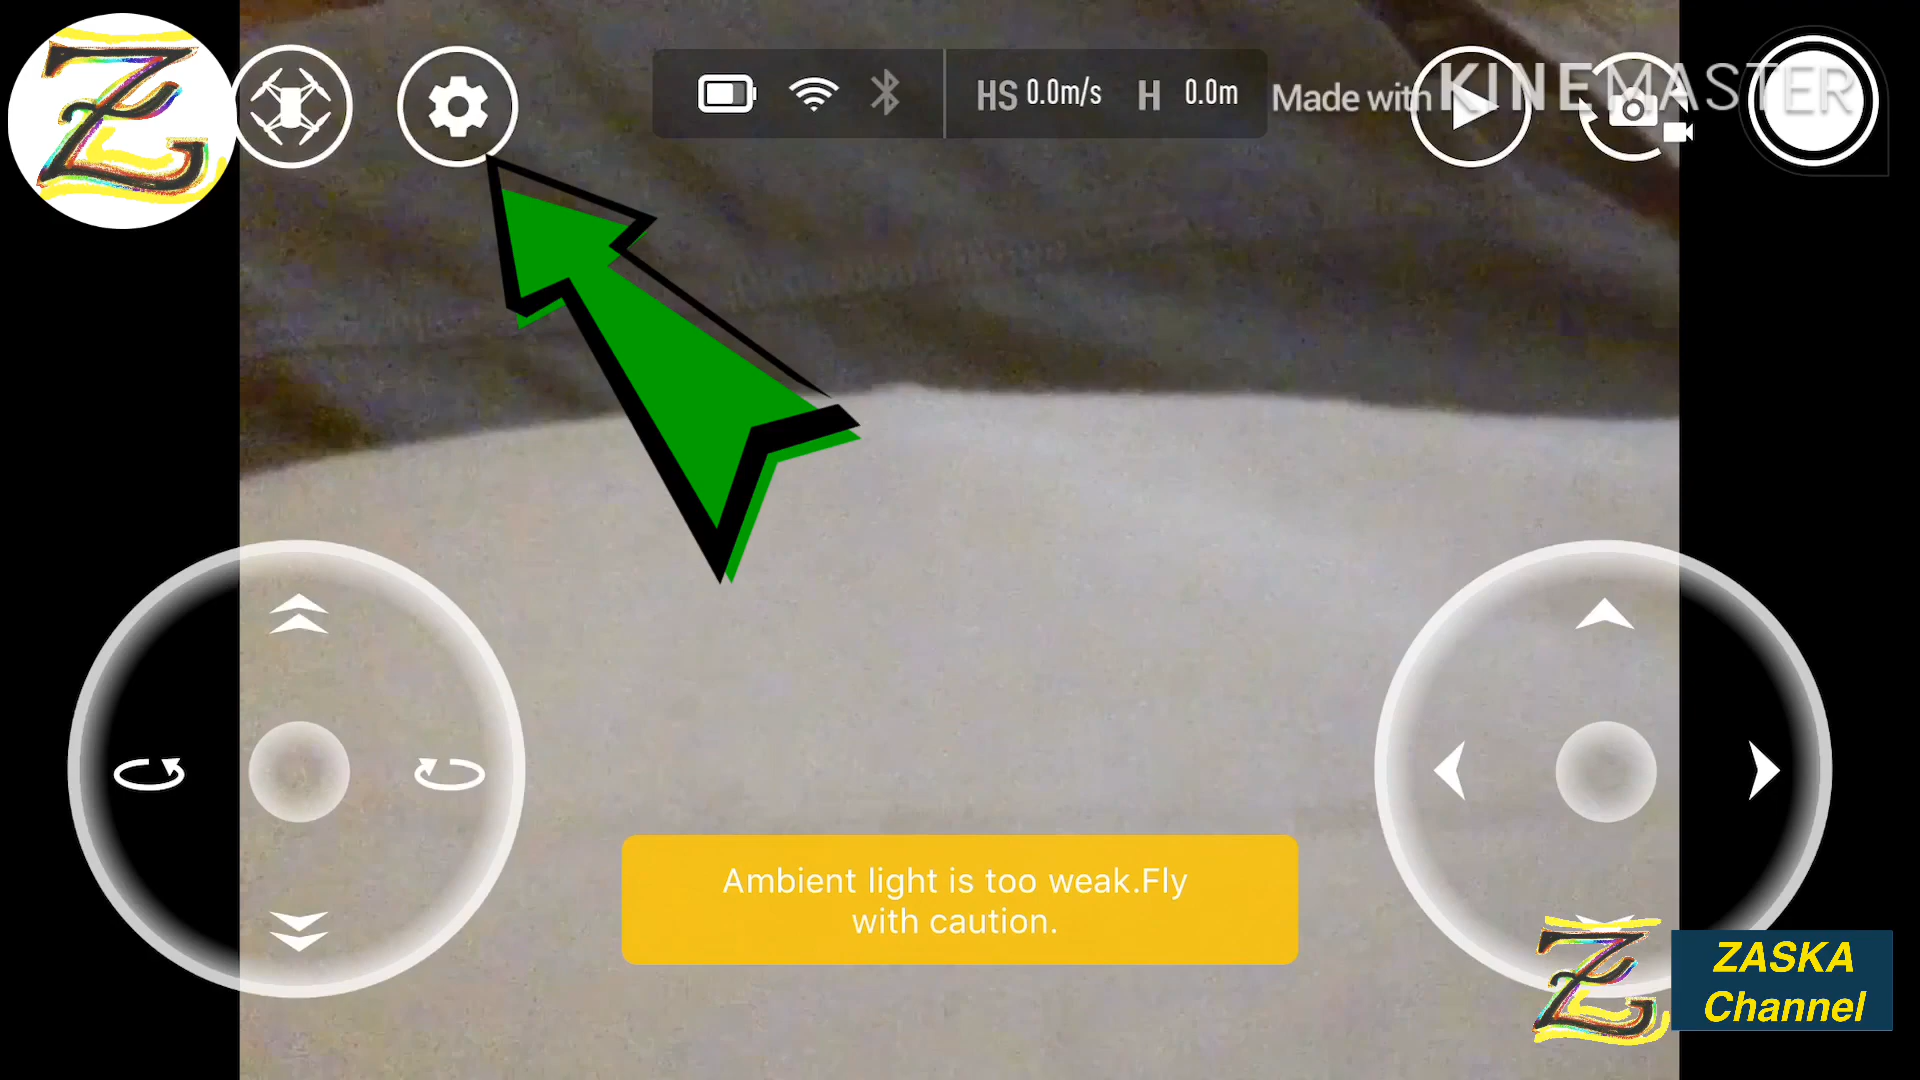 Z
HS 0.0m/s H 0.0m
Made with KINEMASTER
Ambient light is too weak.Fly
with caution.
Z
ZASKA
Channel